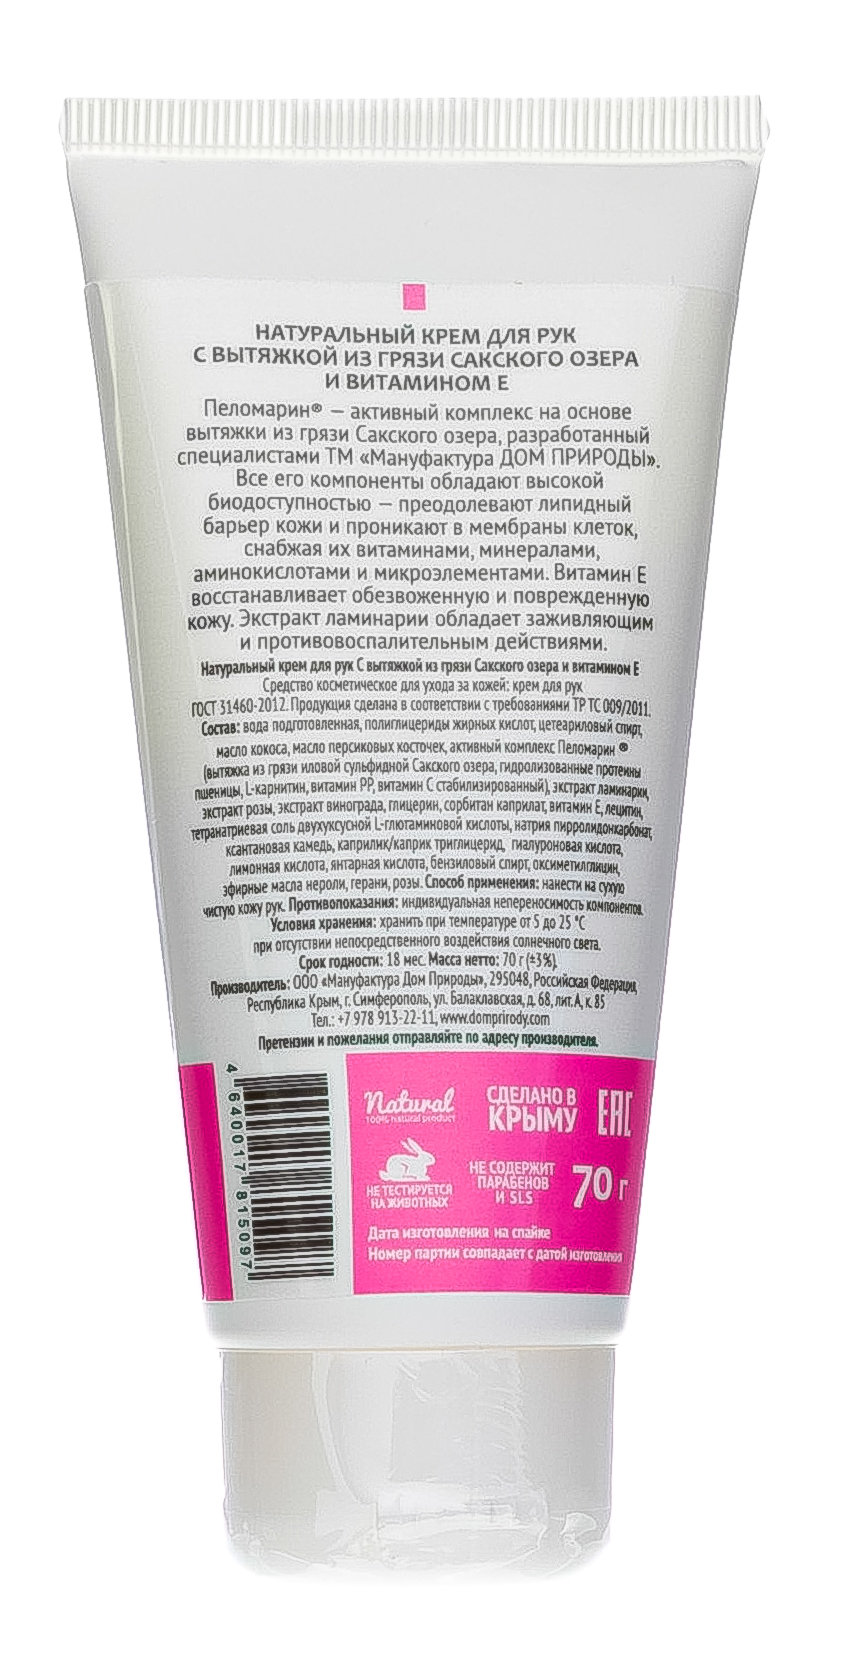 НАТУРАЛЬНЫЙ КРЕМ ДЛЯ РУК
С ВЫТЯЖКОЙ ИЗ ГРЯЗИ САКСКОГО ОЗЕРА
И ВИТАМИНОМ Е
Пеломарин® — активный комплекс на основе
вытяжки из грязи Сакского озера, разработанный
специалистами ТМ «Мануфактура ДОМ ПРИРОДЫ».
Все его компоненты обладают высокой
биодоступностью — преодолевают липидный
барьер кожи и проникают в мембраны клеток,
снабжая их витаминами, минералами,
аминокислотами и микроэлементами. Витамин Е
восстанавливает обезвоженную и поврежденную
кожу. Экстракт ламинарии обладает заживляющим
и противовоспалительным действиями.
Натуральный крем для рук С вытяжкой из грязи Сакского озера и витамином Е
Средство косметическое для ухода за кожей: крем для рук
ГОСТ 31460-2012. Продукция сделана в соответствии с требованиями ТР ТС 009/2011.
Состав: вода подготовленная, полиглицериды жирных кислот, цетеариловый спирт,
масло кокоса, масло персиковых косточек, активный комплекс Пеломарин ®
(вытяжка из грязи иловой сульфидной Сакского озера, гидролизованные протеины
пшеницы, L-карнитин, витамин РР, витамин С стабилизированный), экстракт ламинарии,
экстракт розы, экстракт винограда, глицерин, сорбитан каприлат, витамин Е, лецитин,
тетранатриевая соль двухуксусной L-глютаминовой кислоты, натрия пирролидонкарбонат,
ксантановая камедь, каприлик/каприк триглицерид, гиалуроновая кислота,
лимонная кислота, янтарная кислота, бензиловый спирт, оксиметилглицин,
эфирные масла нероли, герани, розы. Способ применения: нанести на сухую
чистую кожу рук. Противопоказания: индивидуальная непереносимость компонентов.
Условия хранения: хранить при температуре от 5 до 25 °С
при отсутствии непосредственного воздействия солнечного света.
Срок годности: 18 мес. Масса нетто: 70 г (±3%).
Производитель: ООО «Мануфактура Дом Природы», 295048, Российская Федерация,
Республика Крым, г. Симферополь, ул. Балаклавская, д. 68, лит. А, к. 85
Тел.: +7 978 913-22-11, www.domprirody.com
Претензии и пожелания отправляйте по адресу производителя.
4 640017 815097
Natural
100% natural product
СДЕЛАНО В
КРЫМУ
ЕАС
НЕ ТЕСТИРУЕТСЯ
НА ЖИВОТНЫХ
НЕ СОДЕРЖИТ
ПАРАБЕНОВ
И SLS
70 г
Дата изготовления на спайке
Номер партии совпадает с датой изготовления